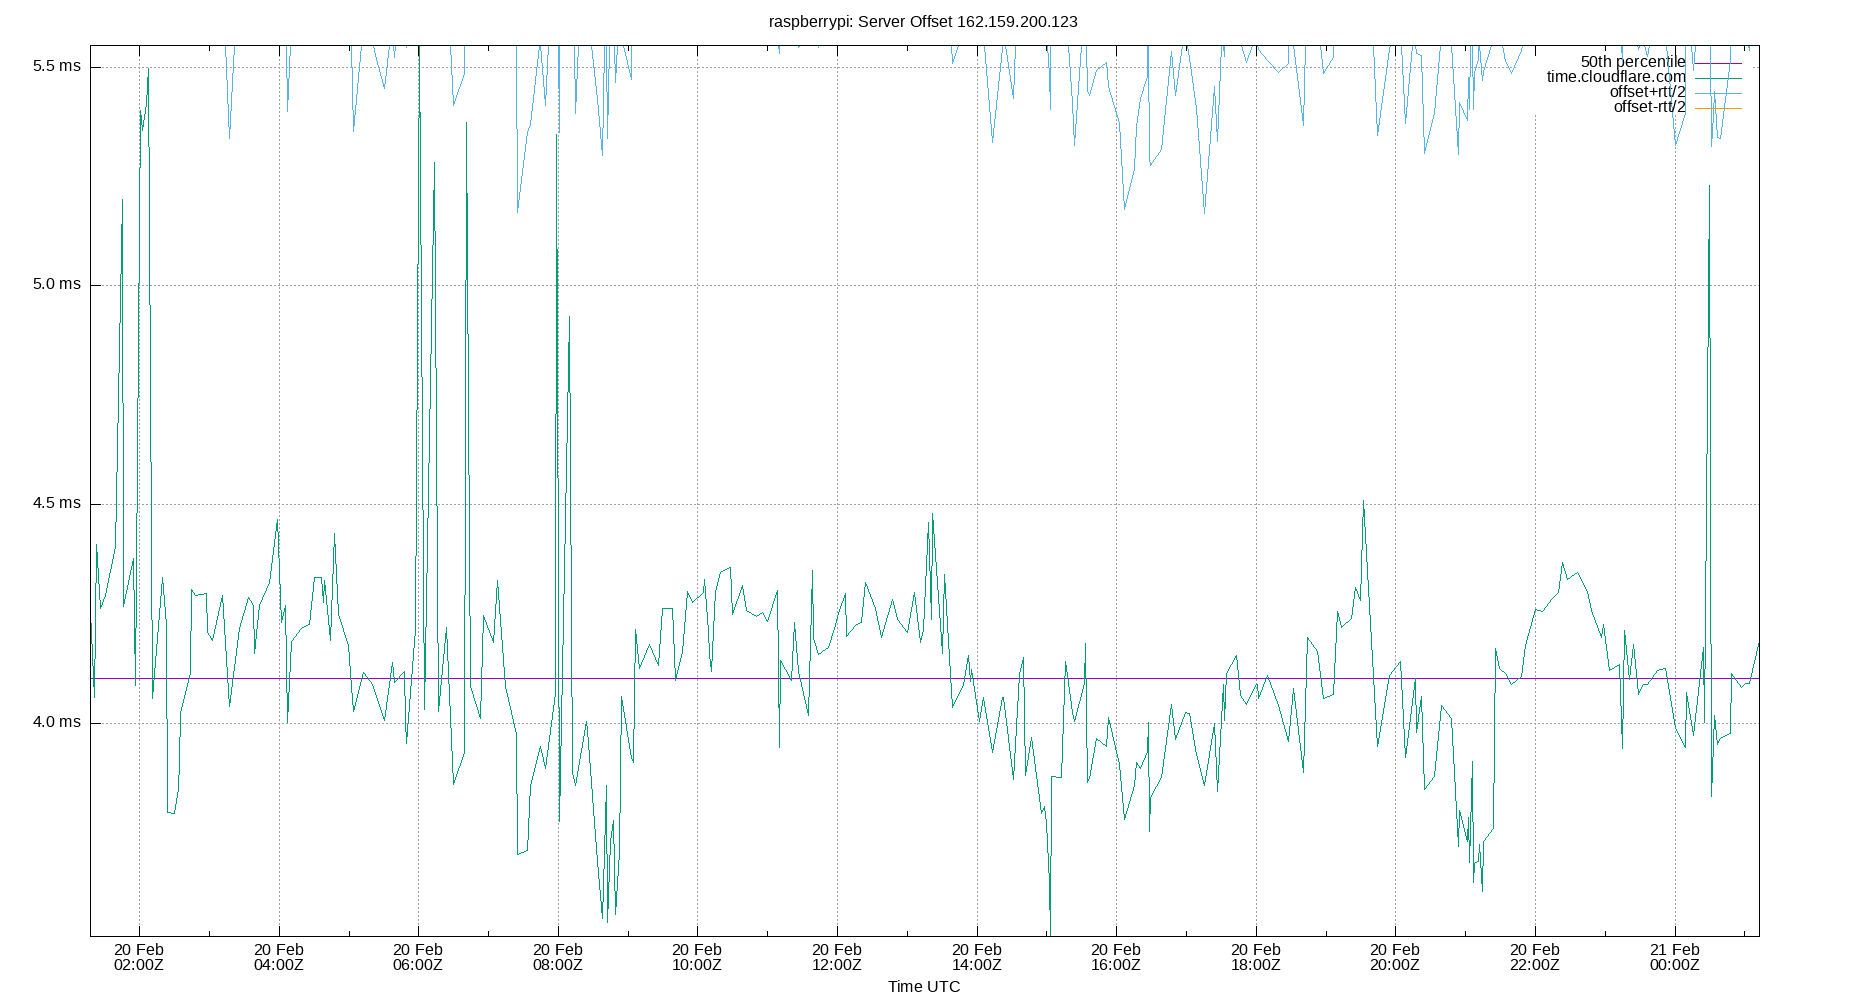 raspberrypi: Server Offset 162.159.200.123
5.5 ms
5.0 ms
4.5 ms
4.0 ms
50th percentile
time.cloudflare.com
offset+rtt/2
offset-rtt/2
20 Feb 20 Feb 20 Feb 20 Feb 20 Feb 20 Feb 20 Feb 20 Feb 20 Feb 20 Feb 20 Feb 21 Feb
02:00Z 04:00Z 06:00Z 08:00Z 10:00Z 12:00Z 14:00Z 16:00Z 18:00Z 20:00Z 22:00Z 00:00Z
Time UTC